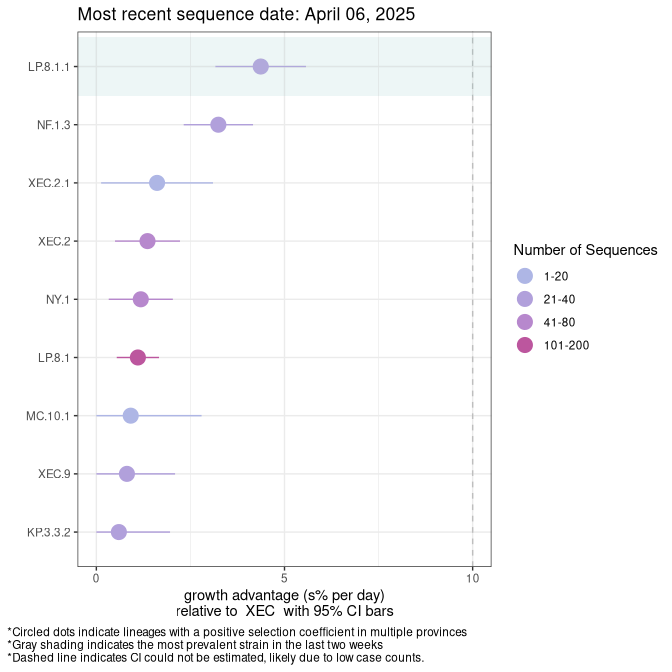 Most recent sequence date: April 06, 2025
LP.8.1.1
NF.1.3
XEC.2.1
XEC.2
NY.1
LP.8.1
MC.10.1
XEC.9
KP.3.3.2
0 5 10
growth advantage (s% per day)
relative to XEC with 95% CI bars
Number of Sequences
1-20
21-40
41-80
101-200
*Circled dots indicate lineages with a positive selection coefficient in multiple provinces
*Gray shading indicates the most prevalent strain in the last two weeks
*Dashed line indicates CI could not be estimated, likely due to low case counts.